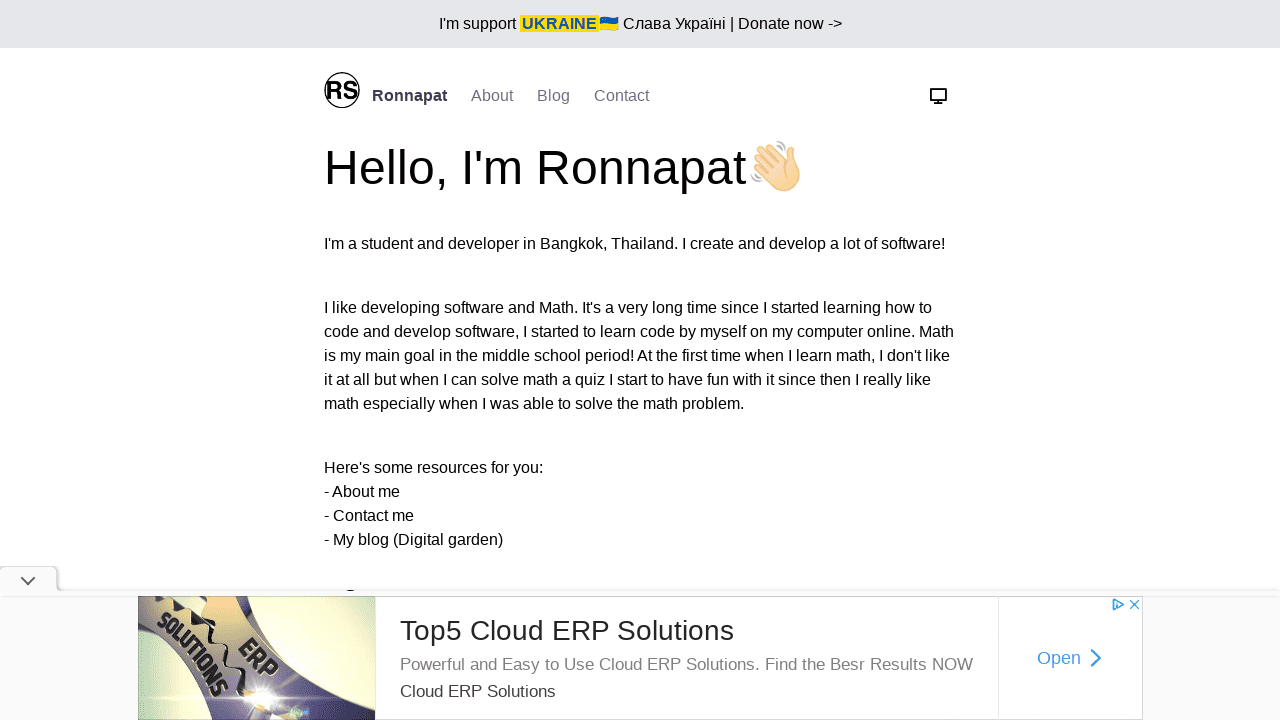 I'm support UKRAINE🇺🇦 Слава Україні | Donate now ->
RS Ronnapat About Blog Contact
Hello, I'm Ronnapat👋🏻
I'm a student and developer in Bangkok, Thailand. I create and develop a lot of software!
I like developing software and Math. It's a very long time since I started learning how to
code and develop software, I started to learn code by myself on my computer online. Math
is my main goal in the middle school period! At the first time when I learn math, I don't like
it at all but when I can solve math a quiz I start to have fun with it since then I really like
math especially when I was able to solve the math problem.
Here's some resources for you:
- About me
- Contact me
- My blog (Digital garden)
SOLUTIONS ERP
Top5 Cloud ERP Solutions
Powerful and Easy to Use Cloud ERP Solutions. Find the Besr Results NOW
Cloud ERP Solutions
Open